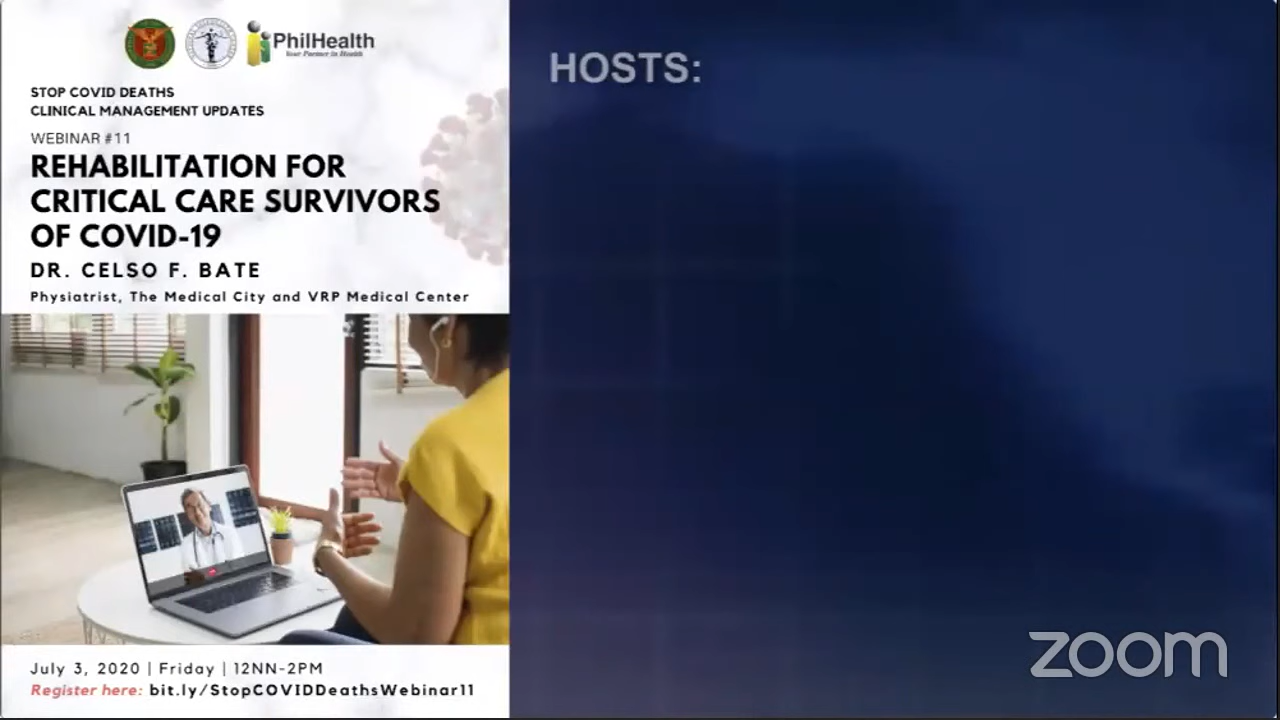 PhilHealth
Your Partner in Health
STOP COVID DEATHS
CLINICAL MANAGEMENT UPDATES
WEBINAR #11
REHABILITATION FOR
CRITICAL CARE SURVIVORS
OF COVID-19
DR. CELSO F. BATE
Physiatrist, The Medical City and VRP Medical Center
July 3, 2020 | Friday | 12NN-2PM
Register here: bit.ly/StopCOVIDDeathsWebinar11
HOSTS:
zoom